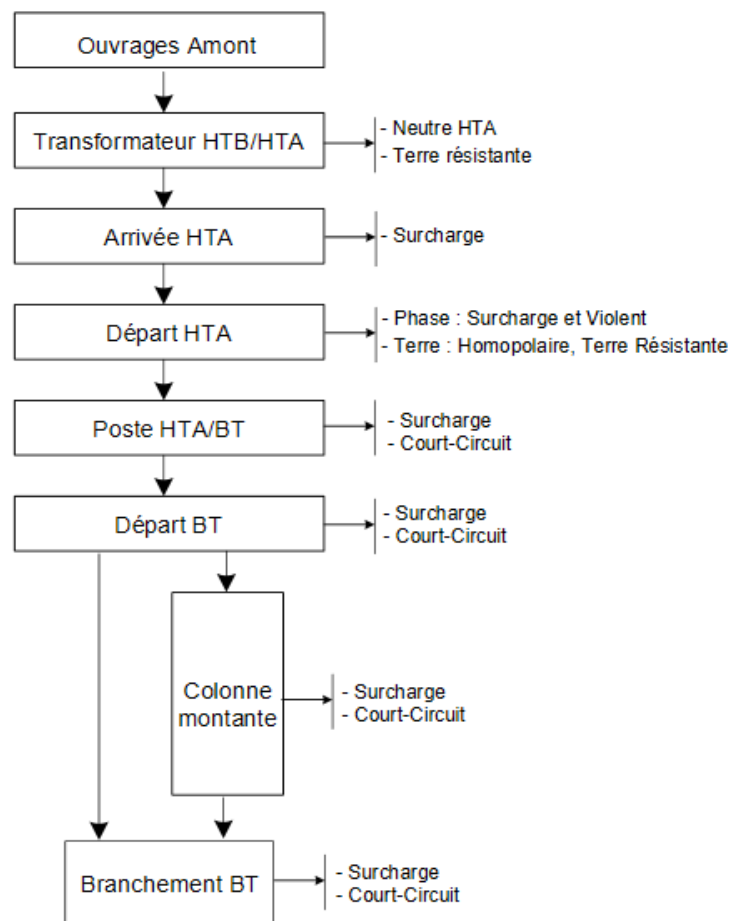 Ouvrages Amont
Transformateur HTB/HTA
- Neutre HTA
- Terre résistante
Arrivée HTA
- Surcharge
Départ HTA
- Phase : Surcharge et Violent
- Terre : Homopolaire, Terre Résistante
Poste HTA/BT
- Surcharge
- Court-Circuit
Départ BT
- Surcharge
- Court-Circuit
Colonne
montante
- Surcharge
- Court-Circuit
Branchement BT
- Surcharge
- Court-Circuit